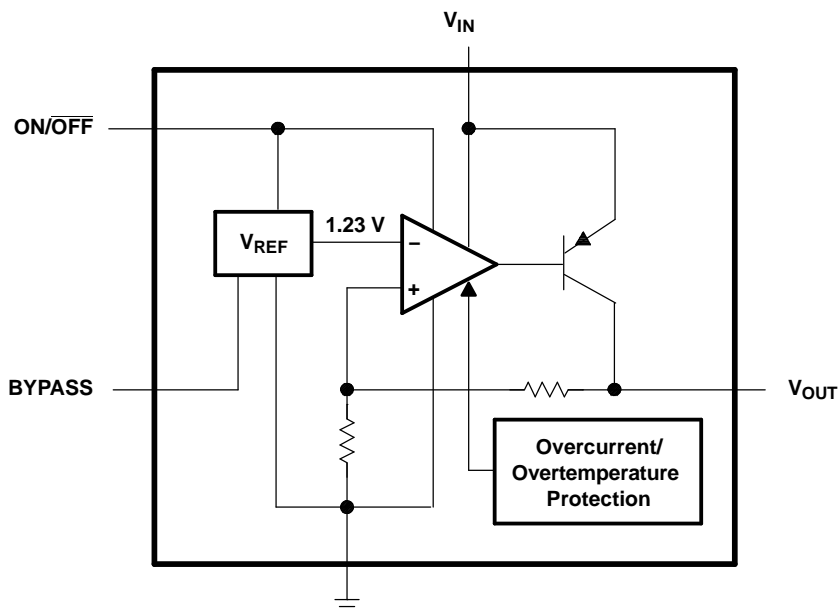 VIN
ON/OFF
1.23 V
VREF
−
+
BYPASS
VOUT
Overcurrent/
Overtemperature
Protection